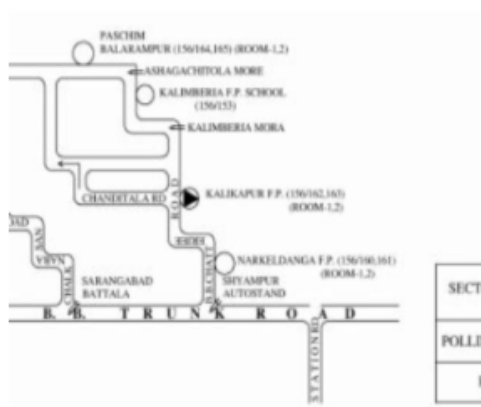 PASCHIM
BALARAMPUR (156/164,165) (ROOM-1,2)
ASHAGACHITOLA MORE
KALIMBERIA F.P. SCHOOL
(156/153)
KALIMBERIA MORA
CHANDITALA RD
ROAD
KALIKAPUR F.P. (156/162,163)
(ROOM-1,2)
NARKELDANGA F.P. (156/160,161)
(ROOM-1,2)
SHYAMPUR
AUTOSTAND
SARANGABAD
BATTALA
CHALK
B. B. TRUNK ROAD
STATION RD
SECT
POLLI